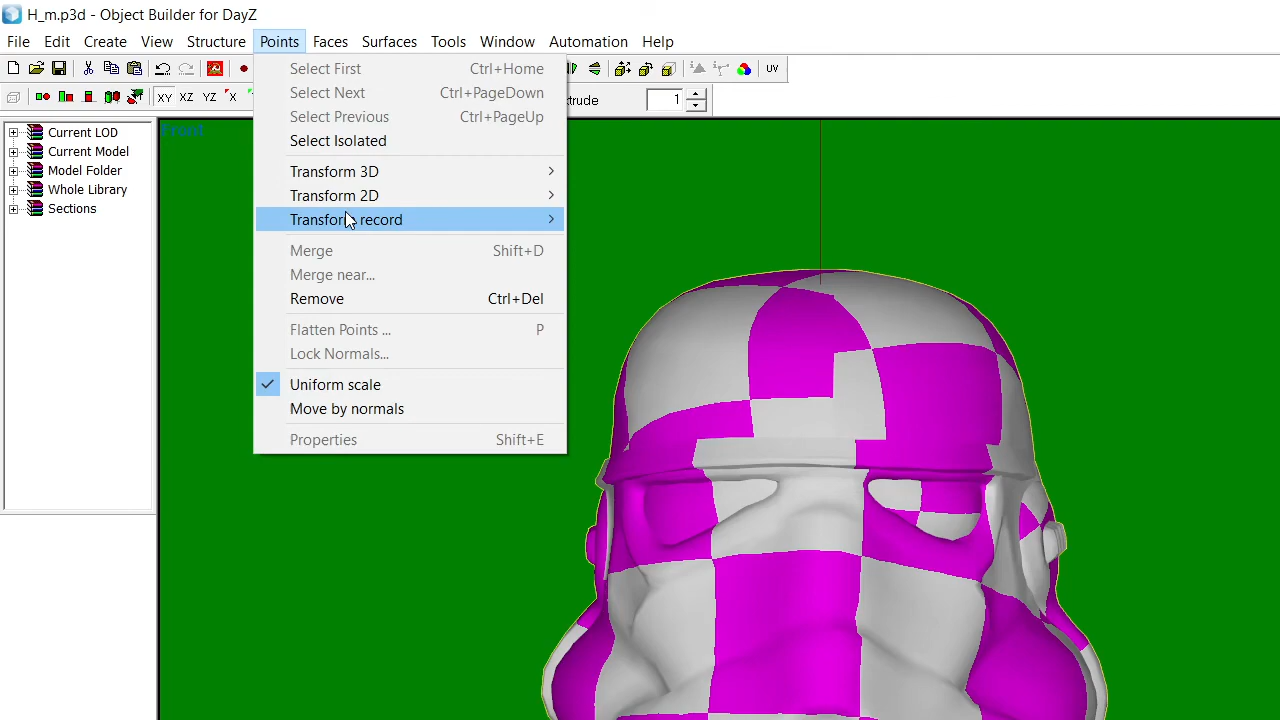 H_m.p3d - Object Builder for DayZ
File Edit Create View Structure Points Faces Surfaces Tools Window Automation Help
UV
XY XZ YZ X
trude 1
Select First Ctrl+Home
Select Next Ctrl+PageDown
Select Previous Ctrl+PageUp
Select Isolated
Transform 3D
Transform 2D
Transform record
Merge Shift+D
Merge near...
Remove Ctrl+Del
Flatten Points ... P
Lock Normals...
Uniform scale
Move by normals
Properties Shift+E
Current LOD
Current Model
Model Folder
Whole Library
Sections
Front